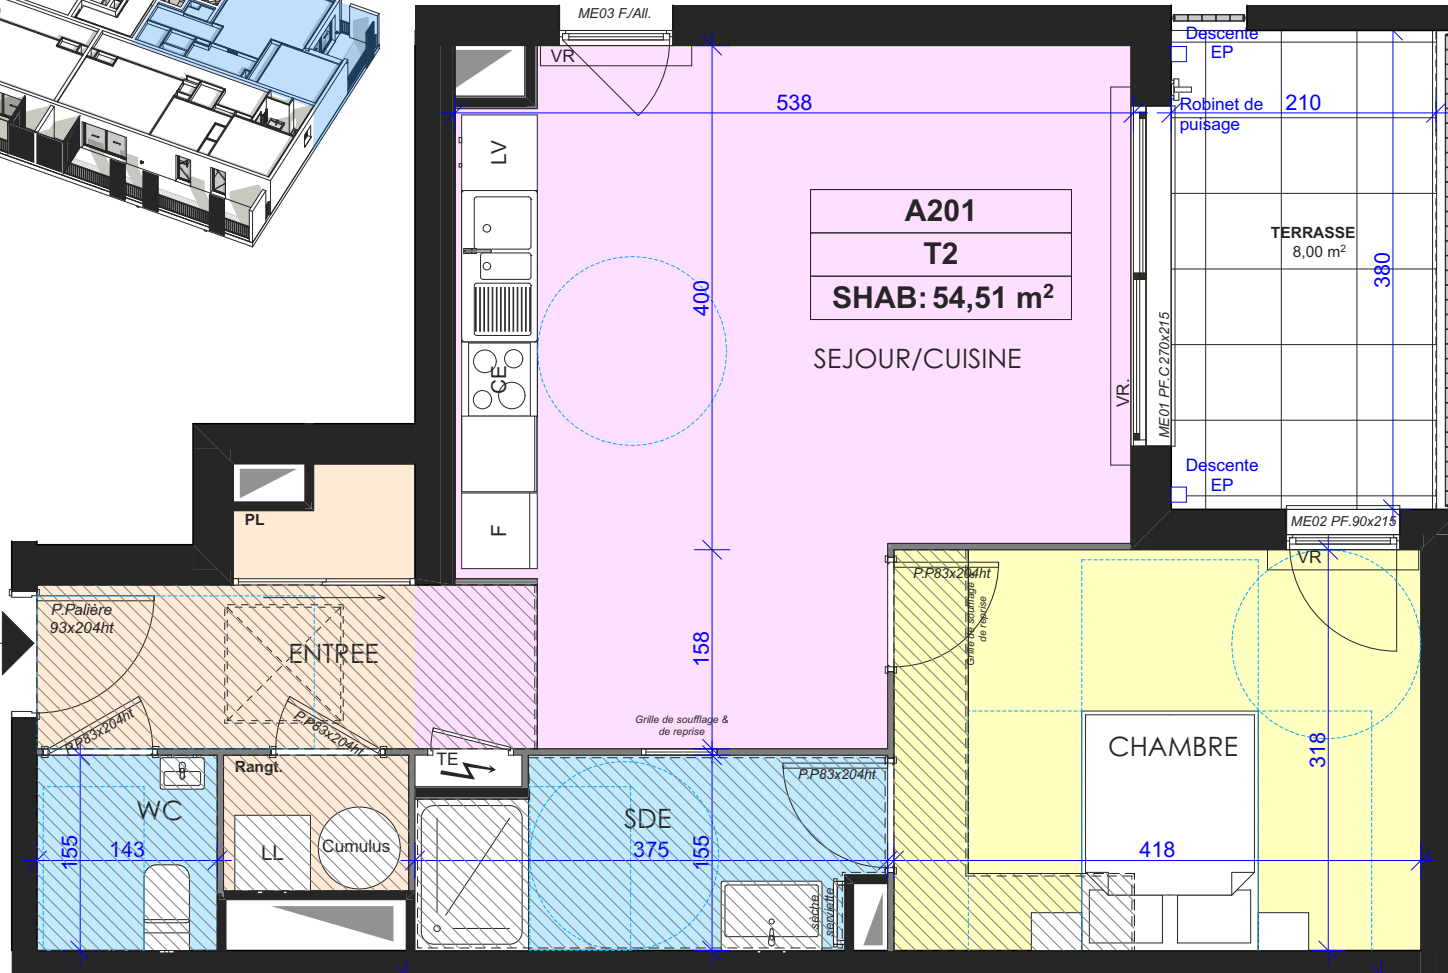 ME03 F./All.
VR
Descente
EP
538
Robinet de
puisage
210
LV
A201
T2
SHAB: 54,51 m²
TERRASSE
8,00 m²
380
400
SEJOUR/CUISINE
CE
VR.
ME01 PF.C 270x215
Descente
EP
PL
F
ME02 PF.90x215
VR
P.P83x204ht
Grille de soufflage &
de reprise
P.Palière
93x204ht
ENTREE
158
P.P83x204ht
P.P83x204ht
Grille de soufflage &
de reprise
CHAMBRE
318
TE
Rangt.
P.P83x204ht
WC
SDE
155
143
LL
Cumulus
375
155
418
sèche
serviette